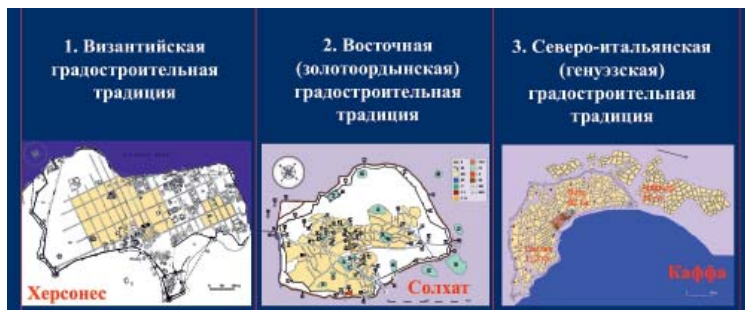 1. Византийская
градостроительная
традиция
2. Восточная
(золотоордынская)
градостроительная
традиция
3. Северо-итальянская
(генуэзская)
градостроительная
традиция
Херсонес
Солхат
Каффа